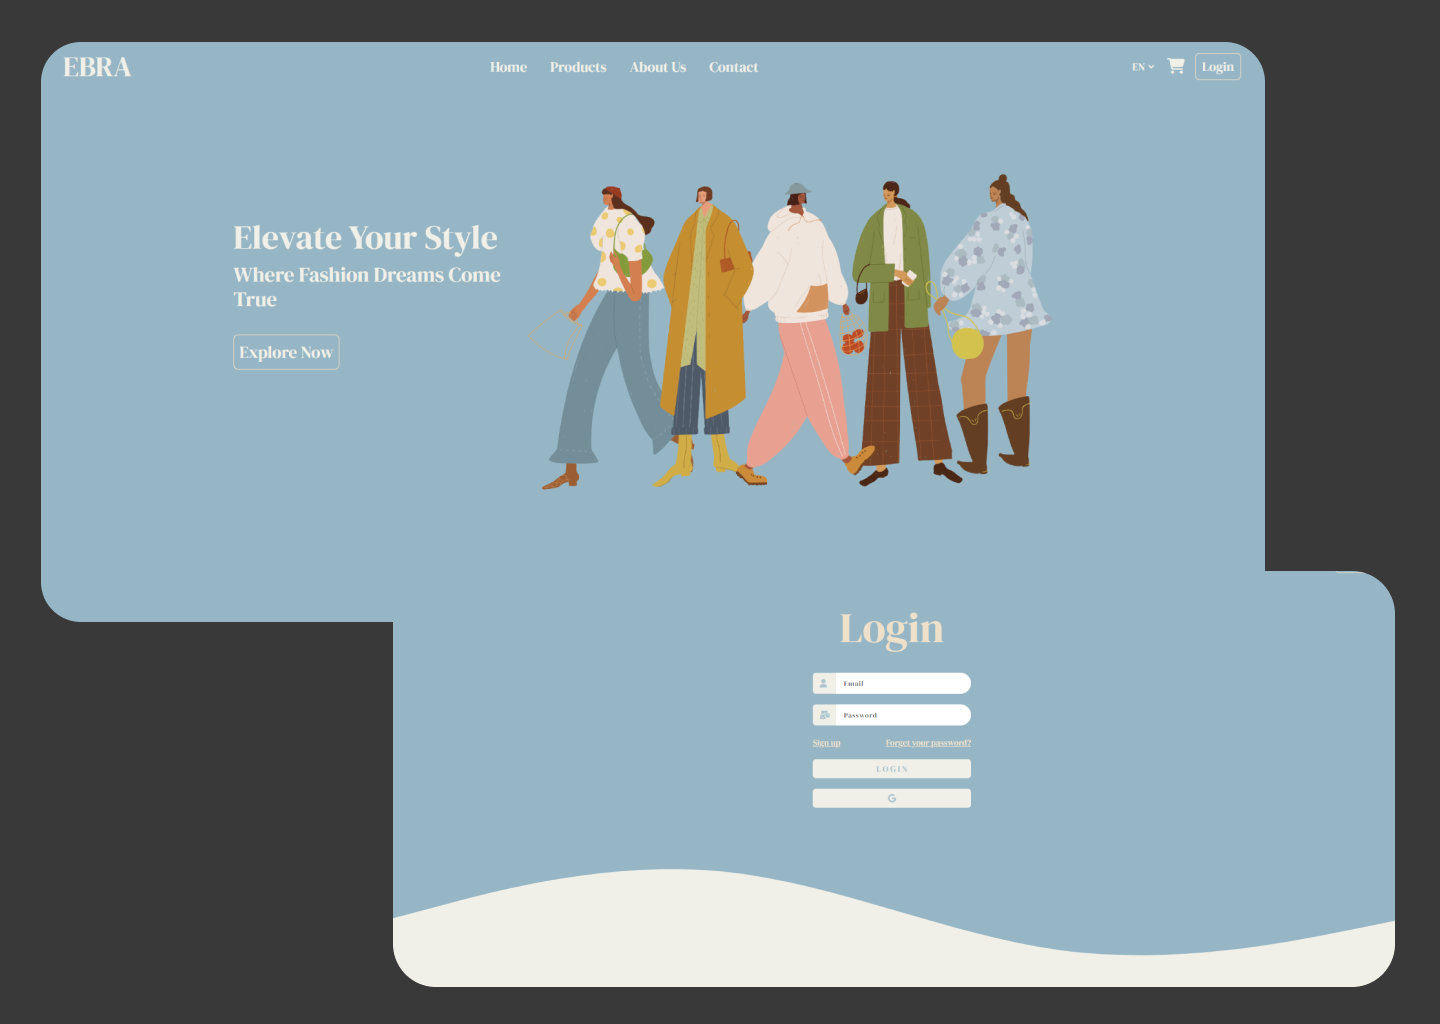 EBRA
Home Products About Us Contact
EN
Login
Elevate Your Style
Where Fashion Dreams Come
True
Explore Now
Login
Email
Password
Sign up Forget your password?
LOGIN
G